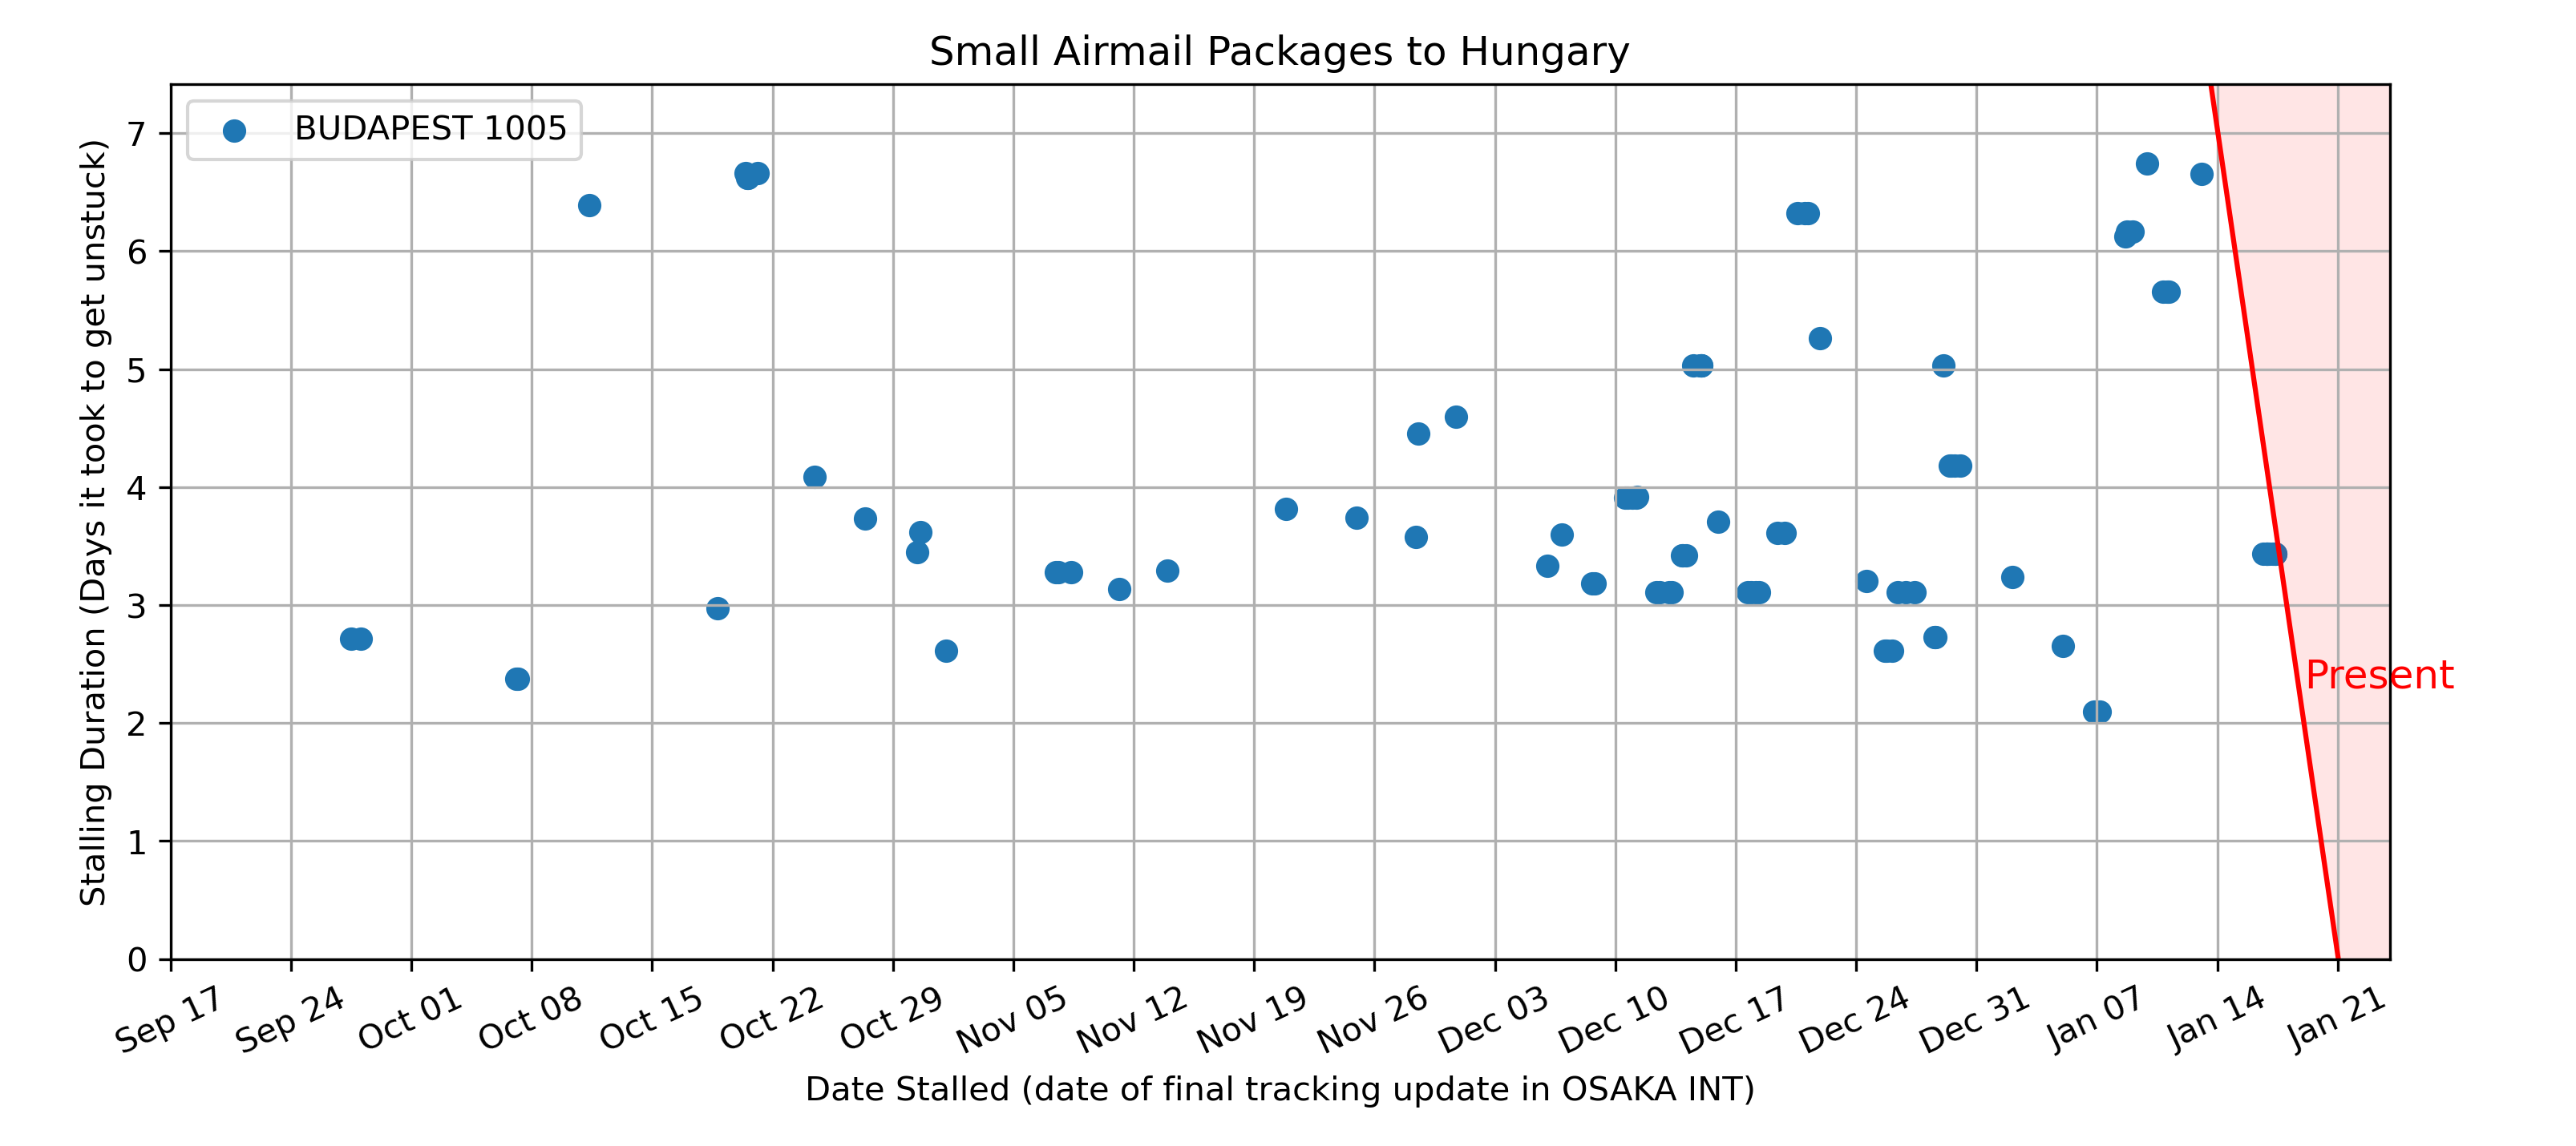 Small Airmail Packages to Hungary
BUDAPEST 1005
Stalling Duration (Days it took to get unstuck)
7
6
5
4
3
2
1
0
Present
Sep 17
Sep 24
Oct 01
Oct 08
Oct 15
Oct 22
Oct 29
Nov 05
Nov 12
Nov 19
Nov 26
Dec 03
Dec 10
Dec 17
Dec 24
Dec 31
Jan 07
Jan 14
Jan 21
Date Stalled (date of final tracking update in OSAKA INT)